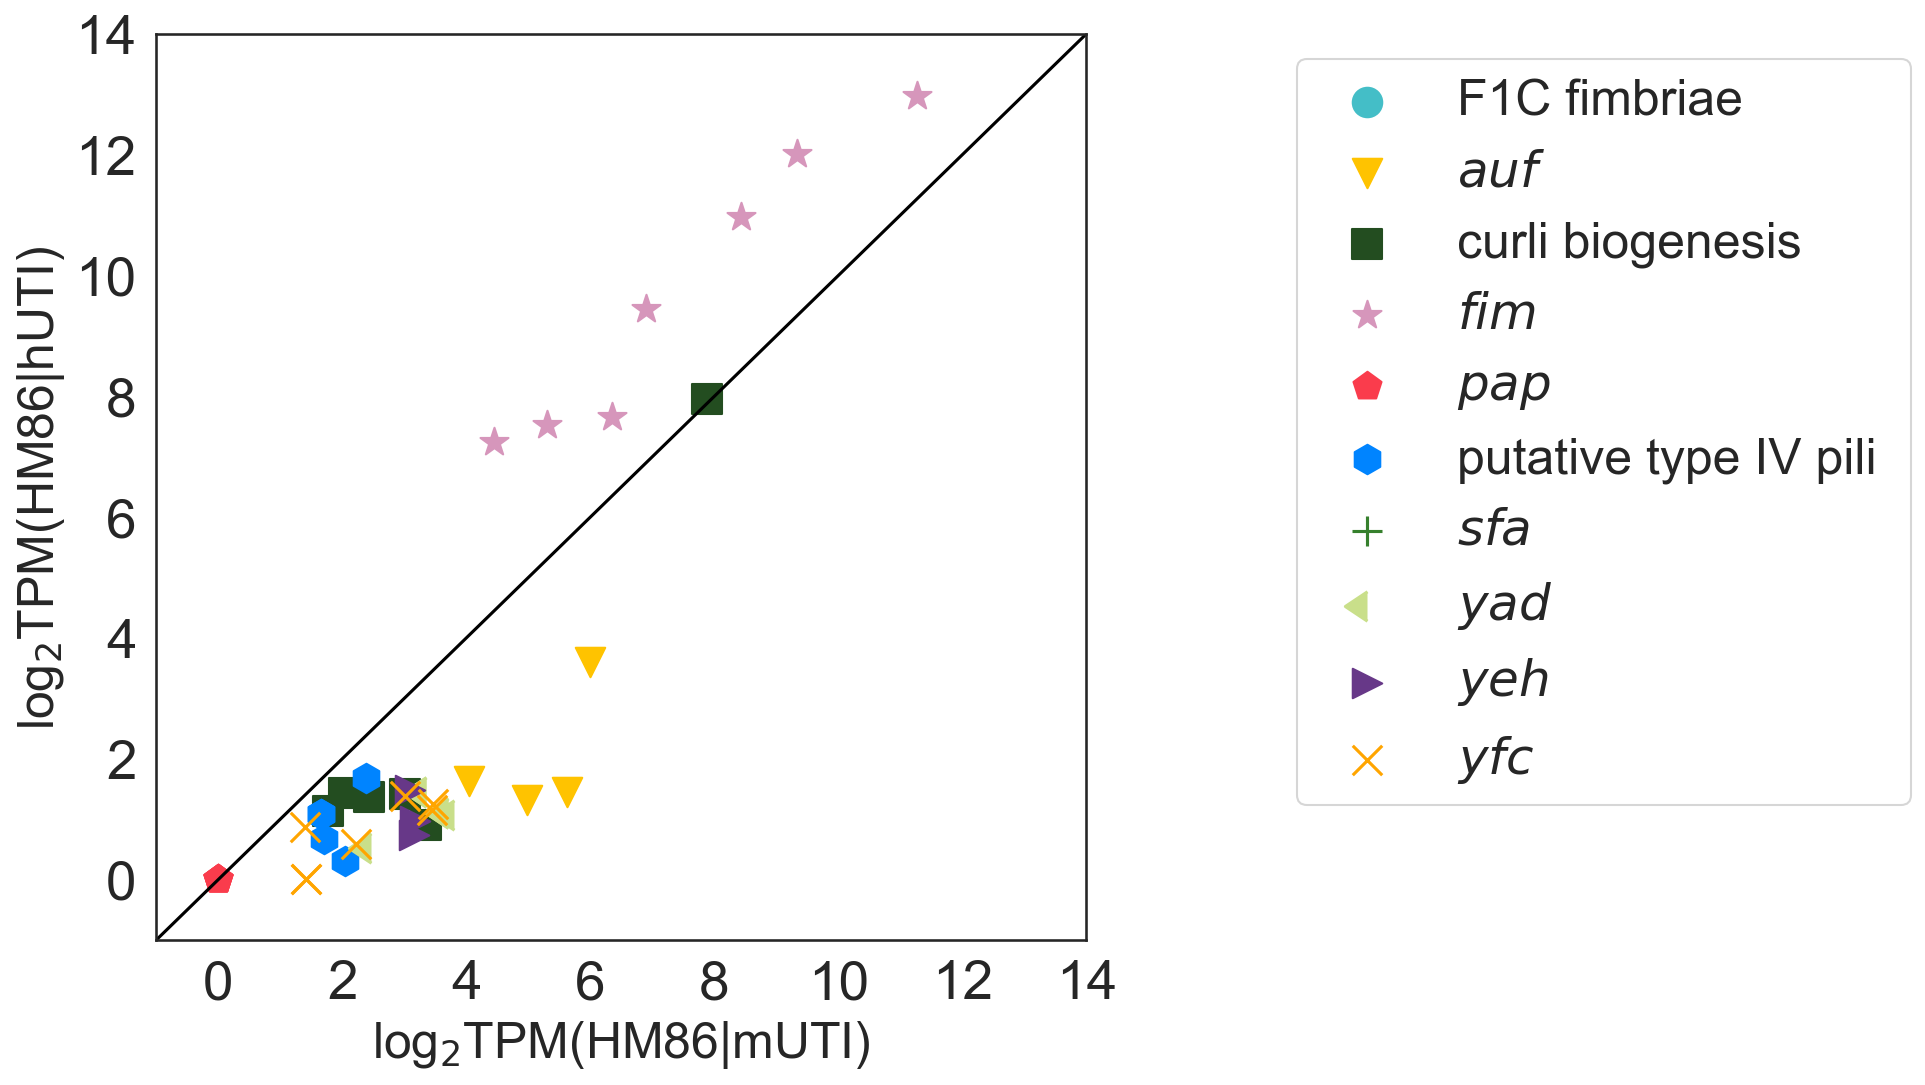 14
12
10
8
6
4
2
0
log₂TPM(HM86|hUTI)
0 2 4 6 8 10 12 14
log₂TPM(HM86|mUTI)
F1C fimbriae
auf
curli biogenesis
fim
pap
putative type IV pili
sfa
yad
yeh
yfc